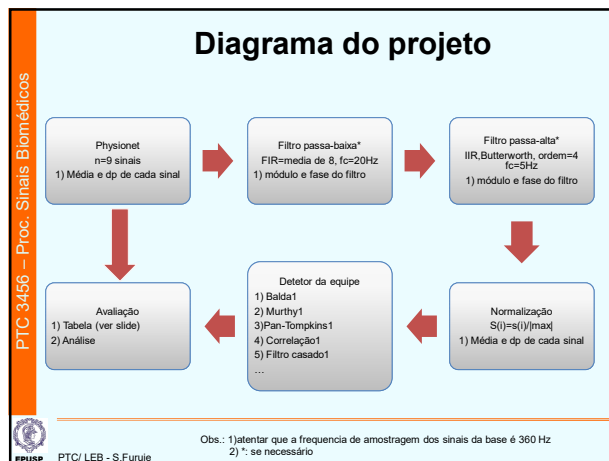 Diagrama do projeto
Physionet
n=9 sinais
1) Média e dp de cada sinal
Filtro passa-baixa*
FIR=media de 8, fc=20Hz
1) módulo e fase do filtro
Filtro passa-alta*
IIR,Butterworth, ordem=4
fc=5Hz
1) módulo e fase do filtro
Avaliação
1) Tabela (ver slide)
2) Análise
Detetor da equipe
1) Balda1
2) Murthy1
3)Pan-Tompkins1
4) Correlação1
5) Filtro casado1
…
Normalização
S(i)=s(i)/|max|
1) Média e dp de cada sinal
PTC 3456 – Proc. Sinais Biomédicos
EPUSP
PTC/ LEB - S.Furuie
Obs.: 1)atentar que a frequencia de amostragem dos sinais da base é 360 Hz
2) *: se necessário